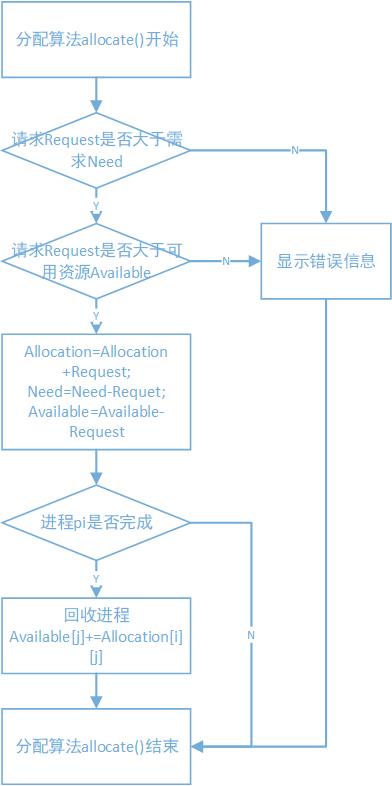 分配算法allocate()开始
请求Request是否大于需
求Need
N
Y
请求Request是否大于可
用资源Available
N
显示错误信息
Y
Allocation=Allocation
+Request;
Need=Need-Requet;
Available=Available-
Request
进程pi是否完成
Y
N
回收进程
Available[j]+=Allocation[i]
[j]
分配算法allocate()结束